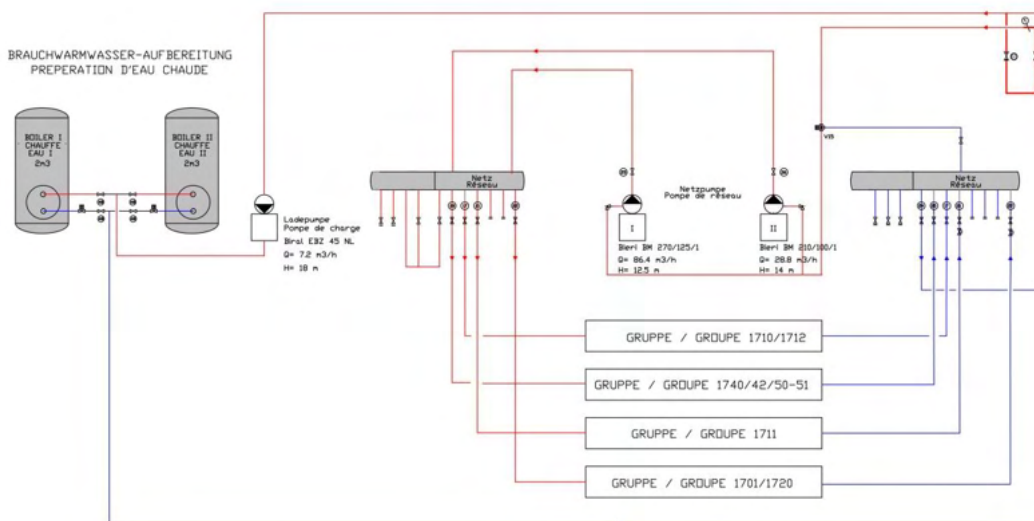 BRAUCHWARMWASSER-AUFBEREITUNG
PREPERATION D'EAU CHAUDE
BOILER I
CHAUFFE
EAU I
2m3
BOILER II
CHAUFFE
EAU II
2m3
Ladepumpe
Pompe de charge
Biral EBZ 45 NL
Q= 7.2 m3/h
H= 18 m
Netz
Réseau
Netzpumpe
Pompe de réseau
I
Bieri BM 270/125/1
Q= 86.4 m3/h
H= 12.5 m
II
Bieri BM 210/100/1
Q= 28.8 m3/h
H= 14 m
V15
Netz
Réseau
GRUPPE / GROUPE 1710/1712
GRUPPE / GROUPE 1740/42/50-51
GRUPPE / GROUPE 1711
GRUPPE / GROUPE 1701/1720